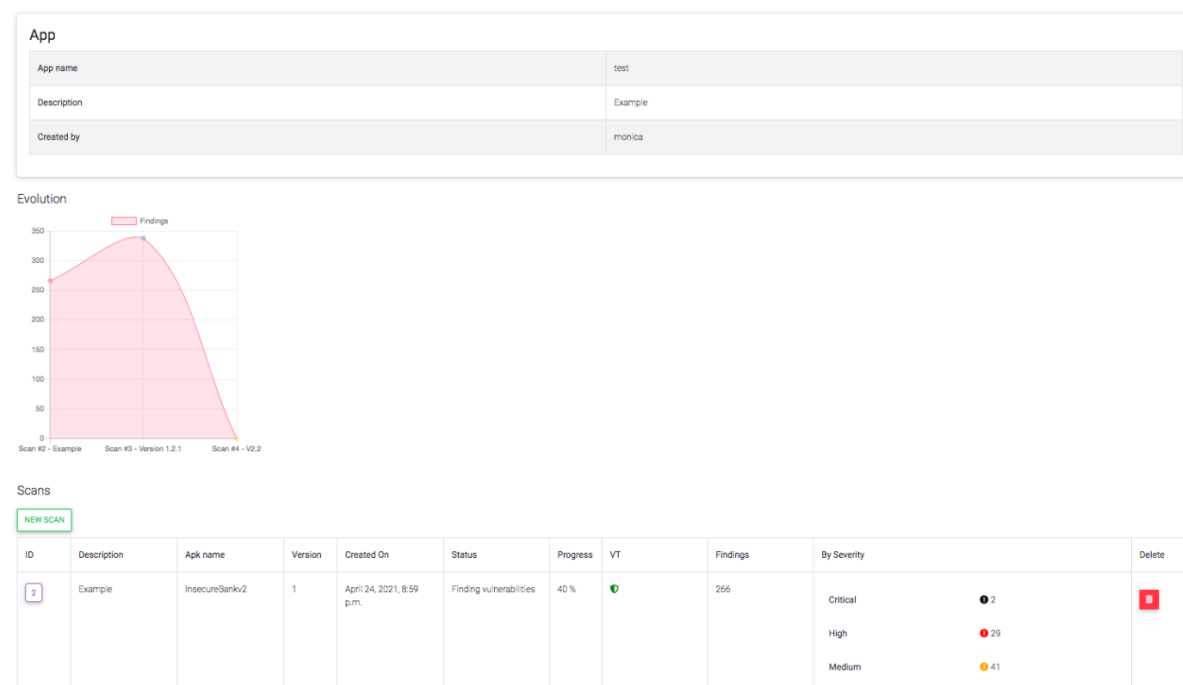 App
App name test
Description Example
Created by monica
Evolution
Findings
350
300
250
200
150
100
50
0
Scan #2 - Example Scan #3 - Version 1.2.1 Scan #4 - V2.2
Scans
NEW SCAN
ID Description Apk name Version Created On Status Progress VT Findings By Severity Delete
2 Example InsecureBankv2 1 April 24, 2021, 8:59 Finding vulnerabilities 40 % 266
p.m.
Critical 2
High 29
Medium 41